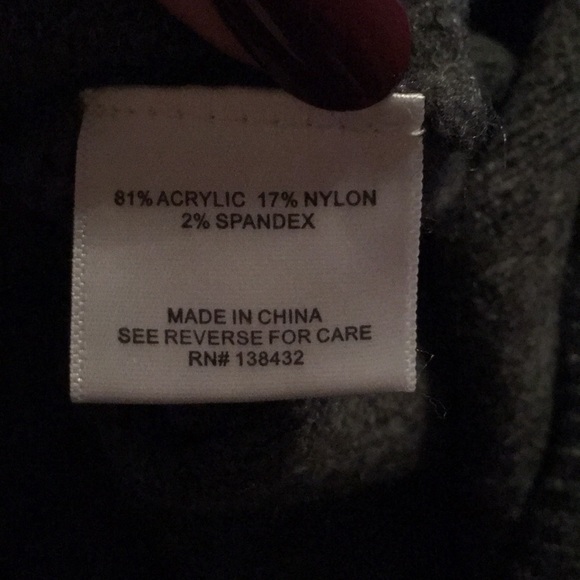 81% ACRYLIC 17% NYLON
2% SPANDEX
MADE IN CHINA
SEE REVERSE FOR CARE
RN# 138432